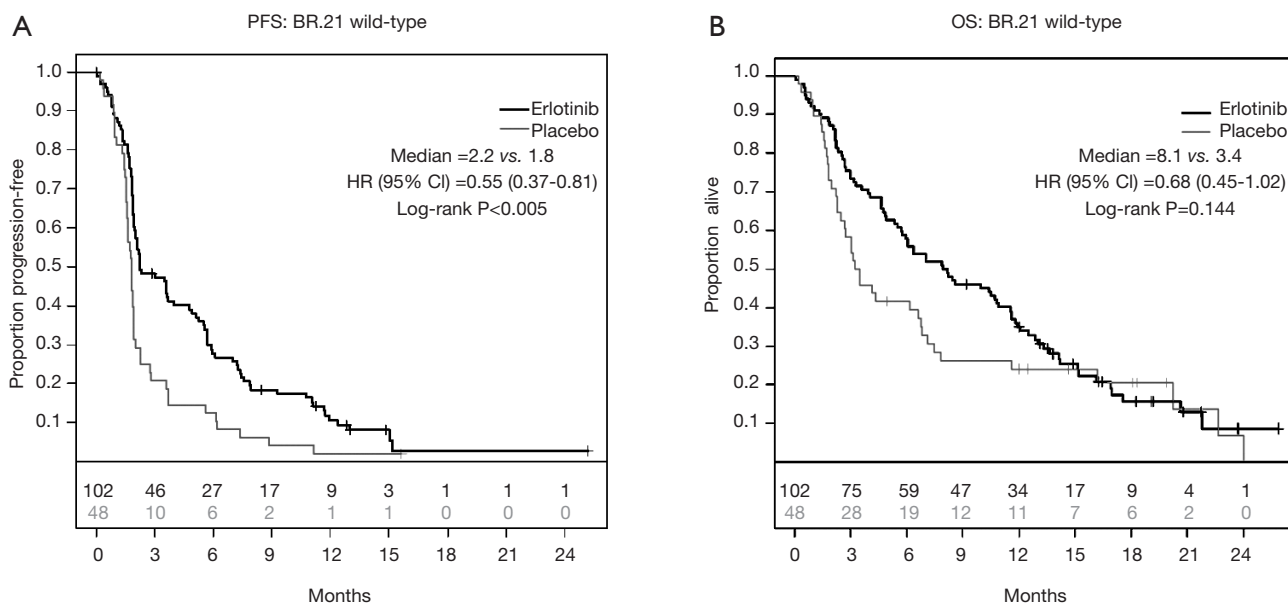 A
PFS: BR.21 wild-type
Proportion progression-free
1.0
0.9
0.8
0.7
0.6
0.5
0.4
0.3
0.2
0.1
Erlotinib
Placebo
Median =2.2 vs. 1.8
HR (95% CI) =0.55 (0.37-0.81)
Log-rank P<0.005
102 46 27 17 9 3 1 1 1
48 10 6 2 1 1 0 0 0
0 3 6 9 12 15 18 21 24
Months
B
OS: BR.21 wild-type
Proportion alive
1.0
0.9
0.8
0.7
0.6
0.5
0.4
0.3
0.2
0.1
Erlotinib
Placebo
Median =8.1 vs. 3.4
HR (95% CI) =0.68 (0.45-1.02)
Log-rank P=0.144
102 75 59 47 34 17 9 4 1
48 28 19 12 11 7 6 2 0
0 3 6 9 12 15 18 21 24
Months